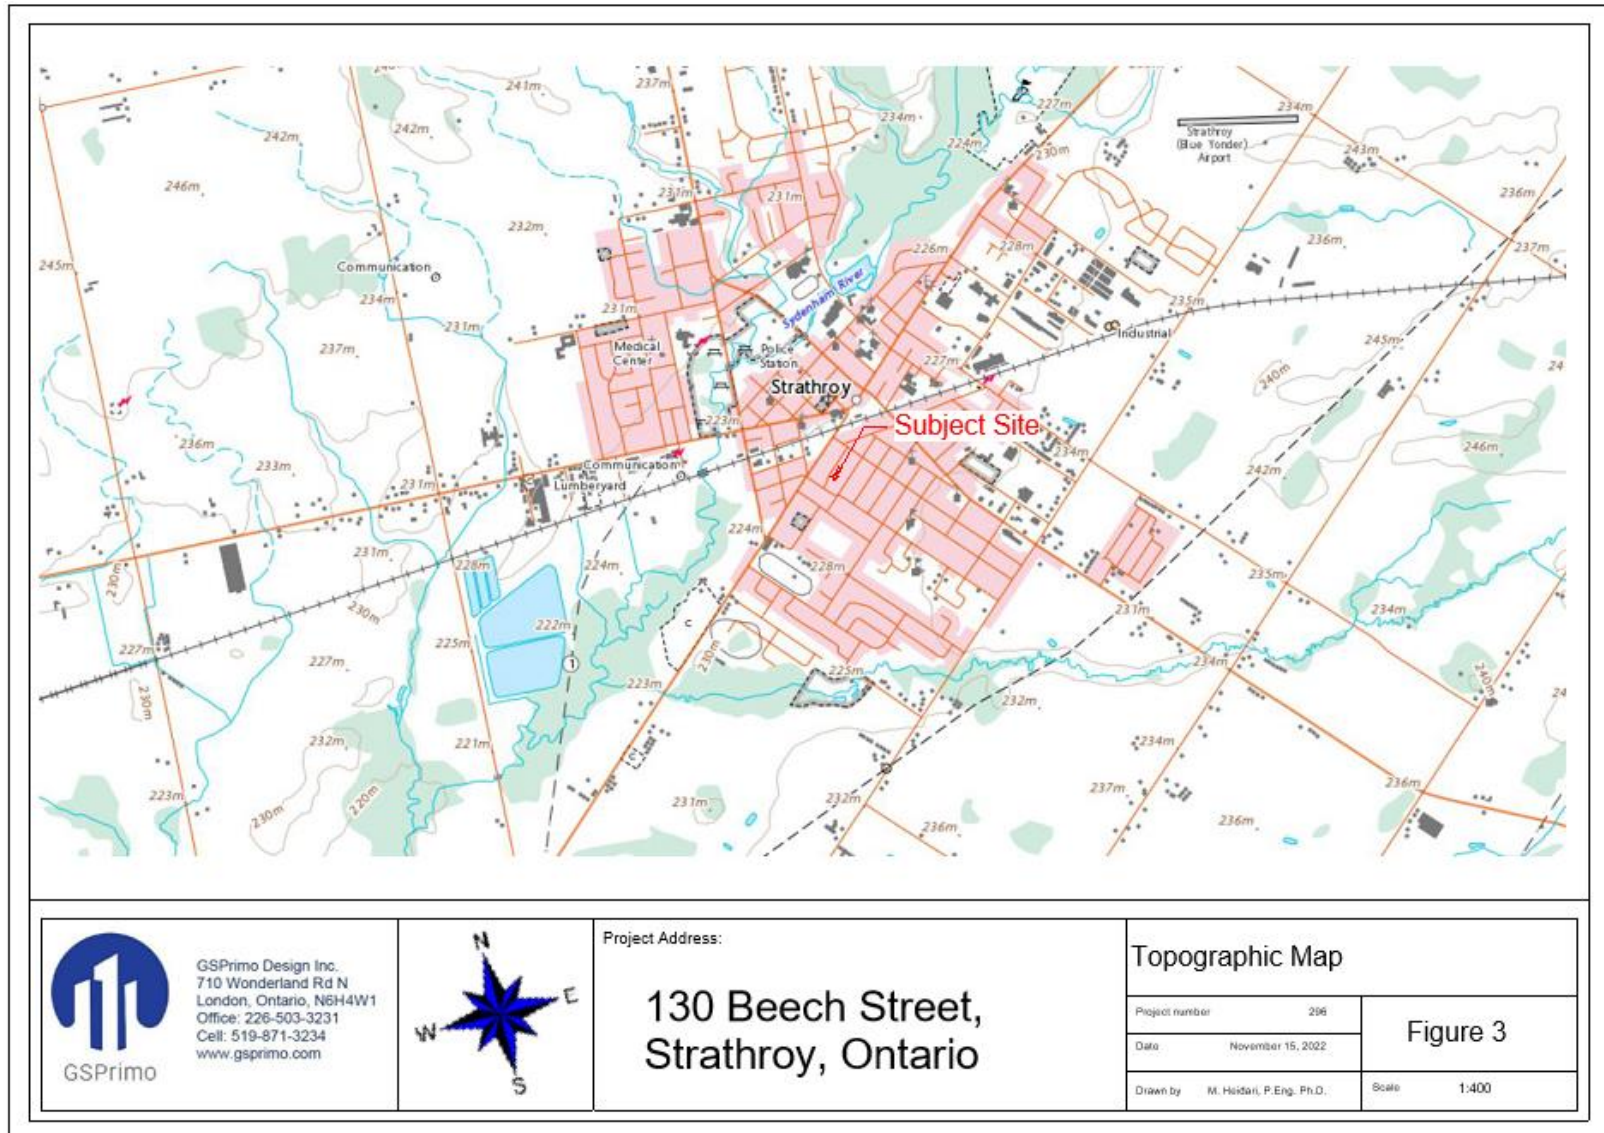 241m
237m
242m
242m
234m
227m
234m
Strathroy
(Blue Yonder)
Airport
224m
230m
243m
246m
231m
231m
236m
232m
226m
228m
236m
237m
245m
Communication
234m
Sydenham River
235m
231m
231m
Industrial
237m
Medical
Center
Police
Station
227m
245m
240m
24
Strathroy
223m
Subject Site
236m
233m
Communication
234m
246m
231m
Lumberyard
242m
224m
231m
228m
224m
228m
235m
230m
230m
222m
231m
234m
227m
225m
227m
C
1
230m
225m
234m
223m
240m
230m
232m
24
232m
221m
234m
223m
220m
230m
231m
232m
237m
236m
236m
236m
GSPrimo
GSPrimo Design Inc.
710 Wonderland Rd N
London, Ontario, N6H4W1
Office: 226-503-3231
Cell: 519-871-3234
www.gsprimo.com
N
E
W
S
Project Address:
130 Beech Street,
Strathroy, Ontario
Topographic Map
Project number 296
Date November 15, 2022
Drawn by M. Heidari, P.Eng. Ph.D.
Figure 3
Scale 1:400